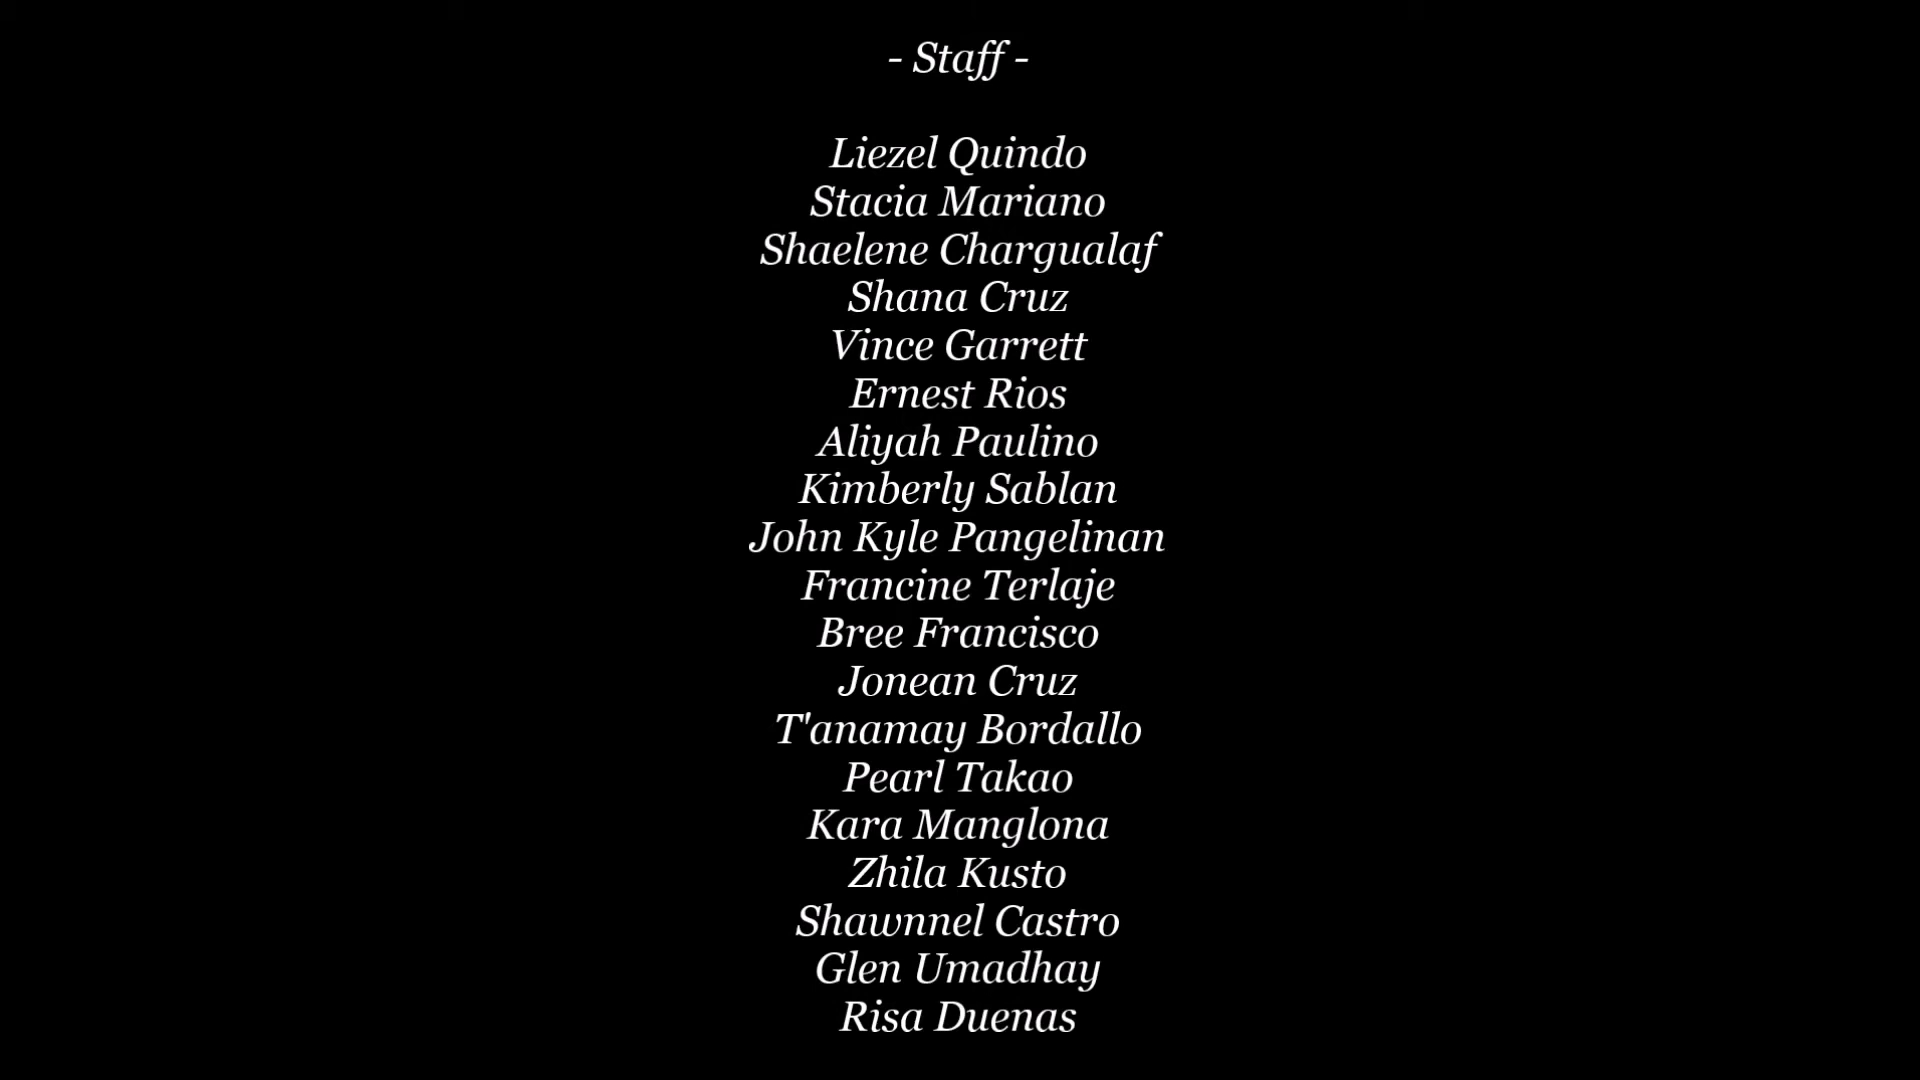 - Staff -
Liezel Quindo
Stacia Mariano
Shaelene Chargualaf
Shana Cruz
Vince Garrett
Ernest Rios
Aliyah Paulino
Kimberly Sablan
John Kyle Pangelinan
Francine Terlaje
Bree Francisco
Jonean Cruz
T'anamay Bordallo
Pearl Takao
Kara Manglona
Zhila Kusto
Shawnnel Castro
Glen Umadhay
Risa Duenas